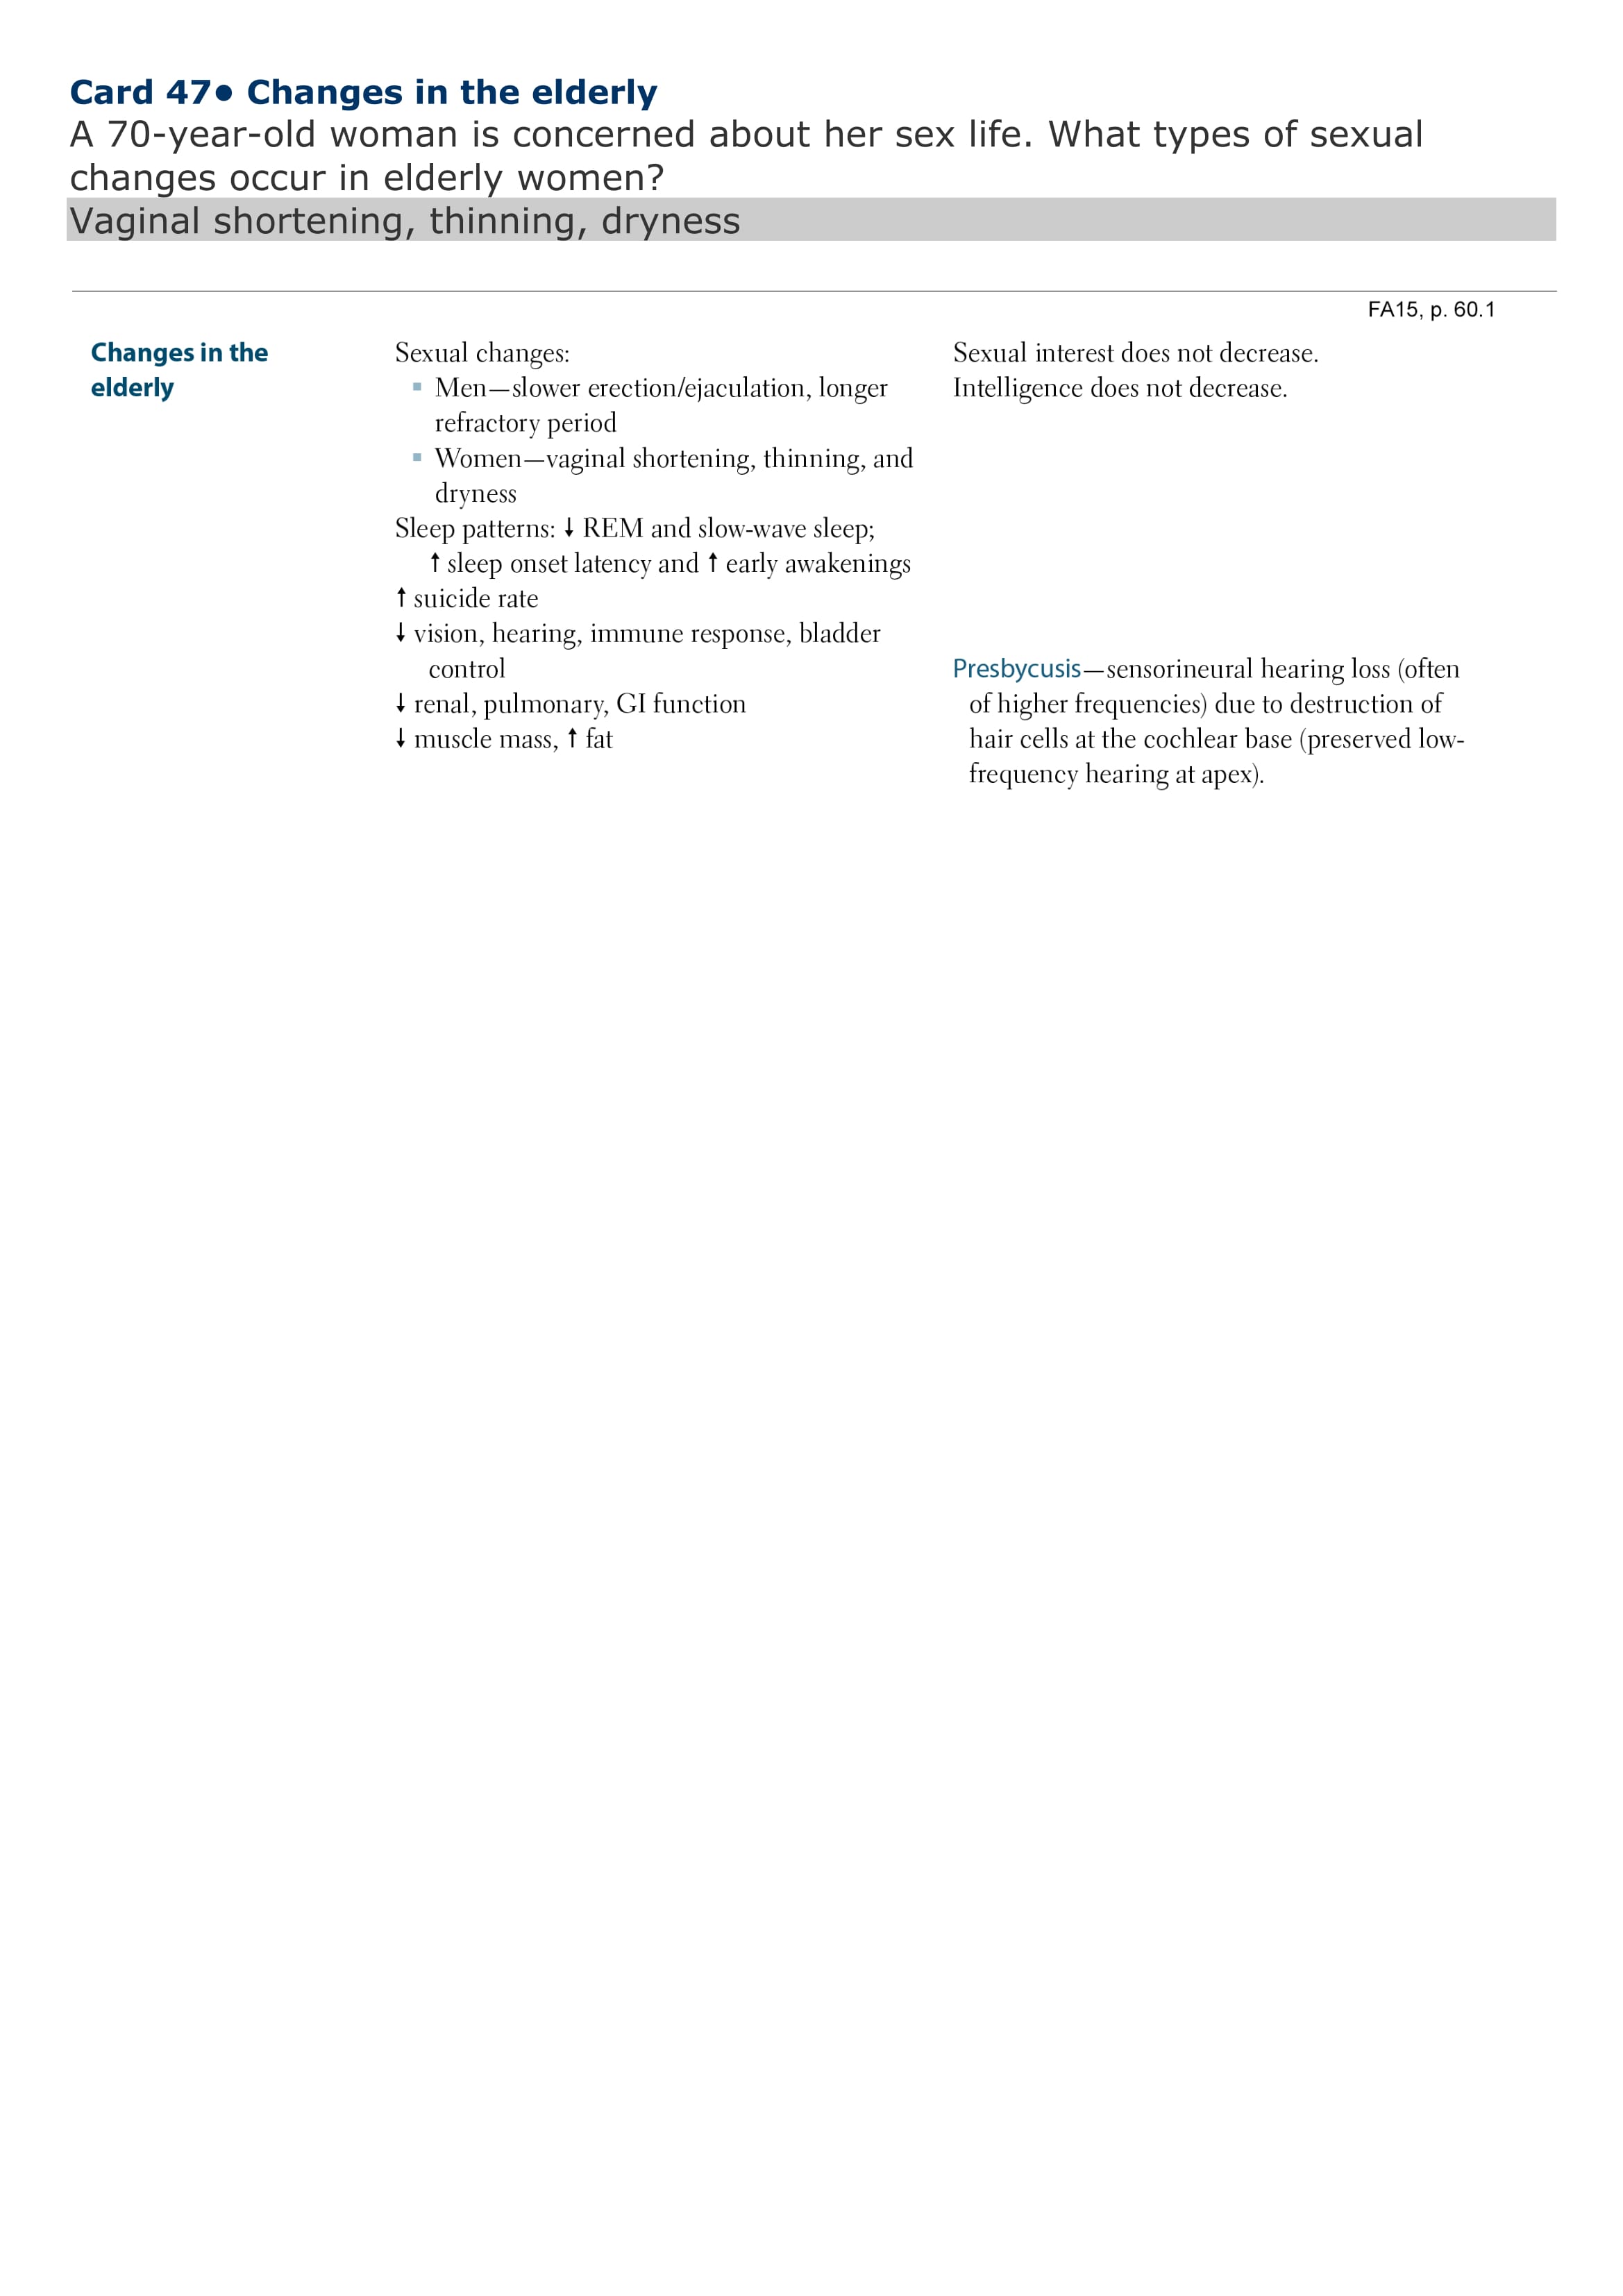 Card 47● Changes in the elderly
A 70-year-old woman is concerned about her sex life. What types of sexual
changes occur in elderly women?
Vaginal shortening, thinning, dryness
FA15, p. 60.1
Changes in the
elderly
Sexual changes:
▪ Men—slower erection/ejaculation, longer
refractory period
▪ Women—vaginal shortening, thinning, and
dryness
Sleep patterns: ↓ REM and slow-wave sleep;
↑ sleep onset latency and ↑ early awakenings
↑ suicide rate
↓ vision, hearing, immune response, bladder
control
↓ renal, pulmonary, GI function
↓ muscle mass, ↑ fat
Sexual interest does not decrease.
Intelligence does not decrease.
Presbycusis—sensorineural hearing loss (often
of higher frequencies) due to destruction of
hair cells at the cochlear base (preserved low-
frequency hearing at apex).